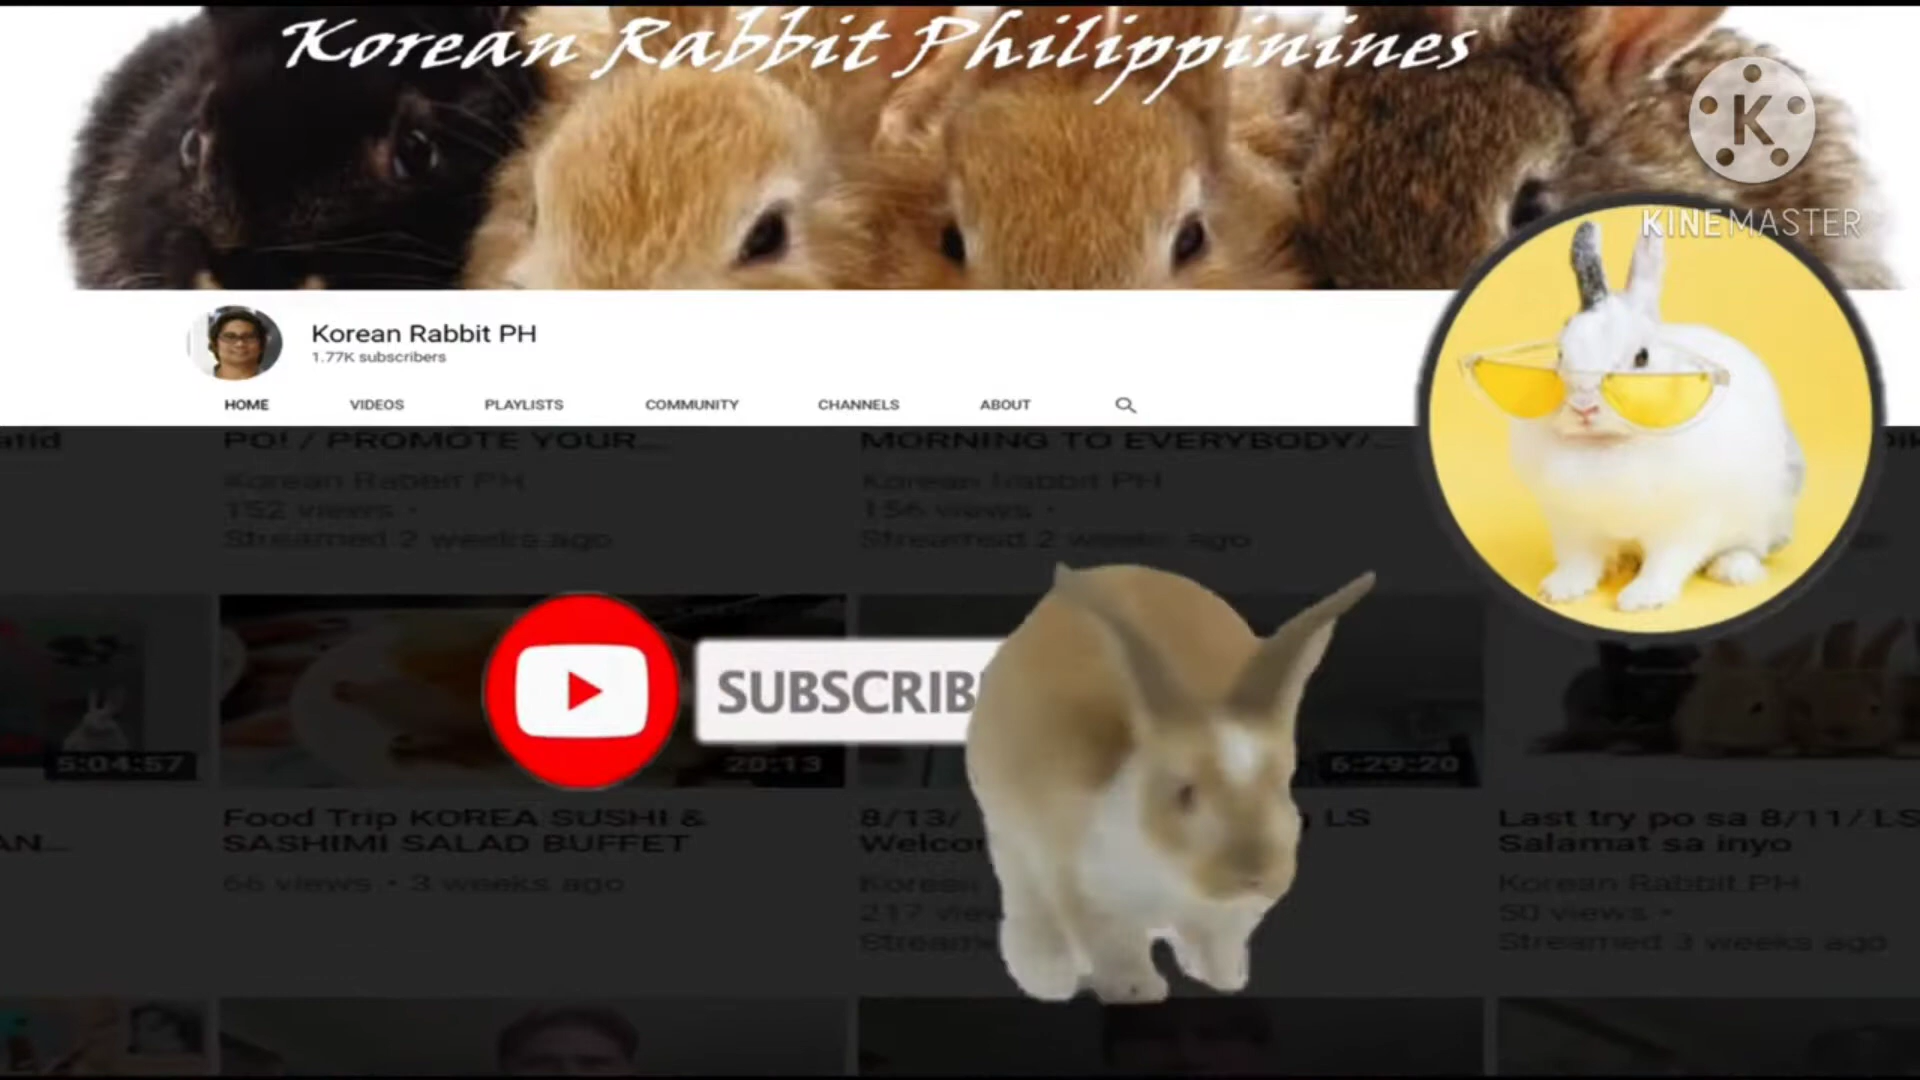 Korean Rabbit Philippinines
K
KINEMASTER
Korean Rabbit PH
1.77K subscribers
HOME VIDEOS PLAYLISTS COMMUNITY CHANNELS ABOUT
PO! / PROMOTE YOUR...
MORNING TO EVERYBODY/...
Korean Rabbit PH
Korean Rabbit PH
152 views •
156 views •
Streamed 2 weeks ago
Streamed 2 weeks ago
SUBSCRIB
5:04:57
20:13
6:29:20
Food Trip KOREA SUSHI &
SASHIMI SALAD BUFFET
66 views • 3 weeks ago
8/13/
LS
Korean
217
Last try po sa 8/11/ LS
Salamat sa inyo
Korean Rabbit PH
50 views •
Streamed 3 weeks ago